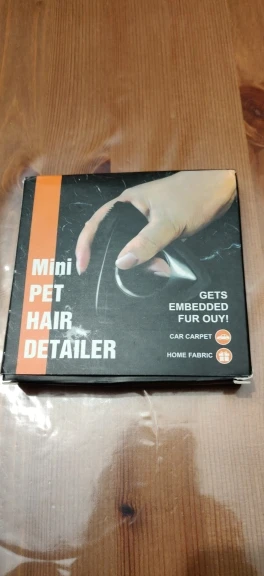 Mini
PET
HAIR
DETAILER
GETS
EMBEDDED
FUR OUY!
CAR CARPET
HOME FABRIC